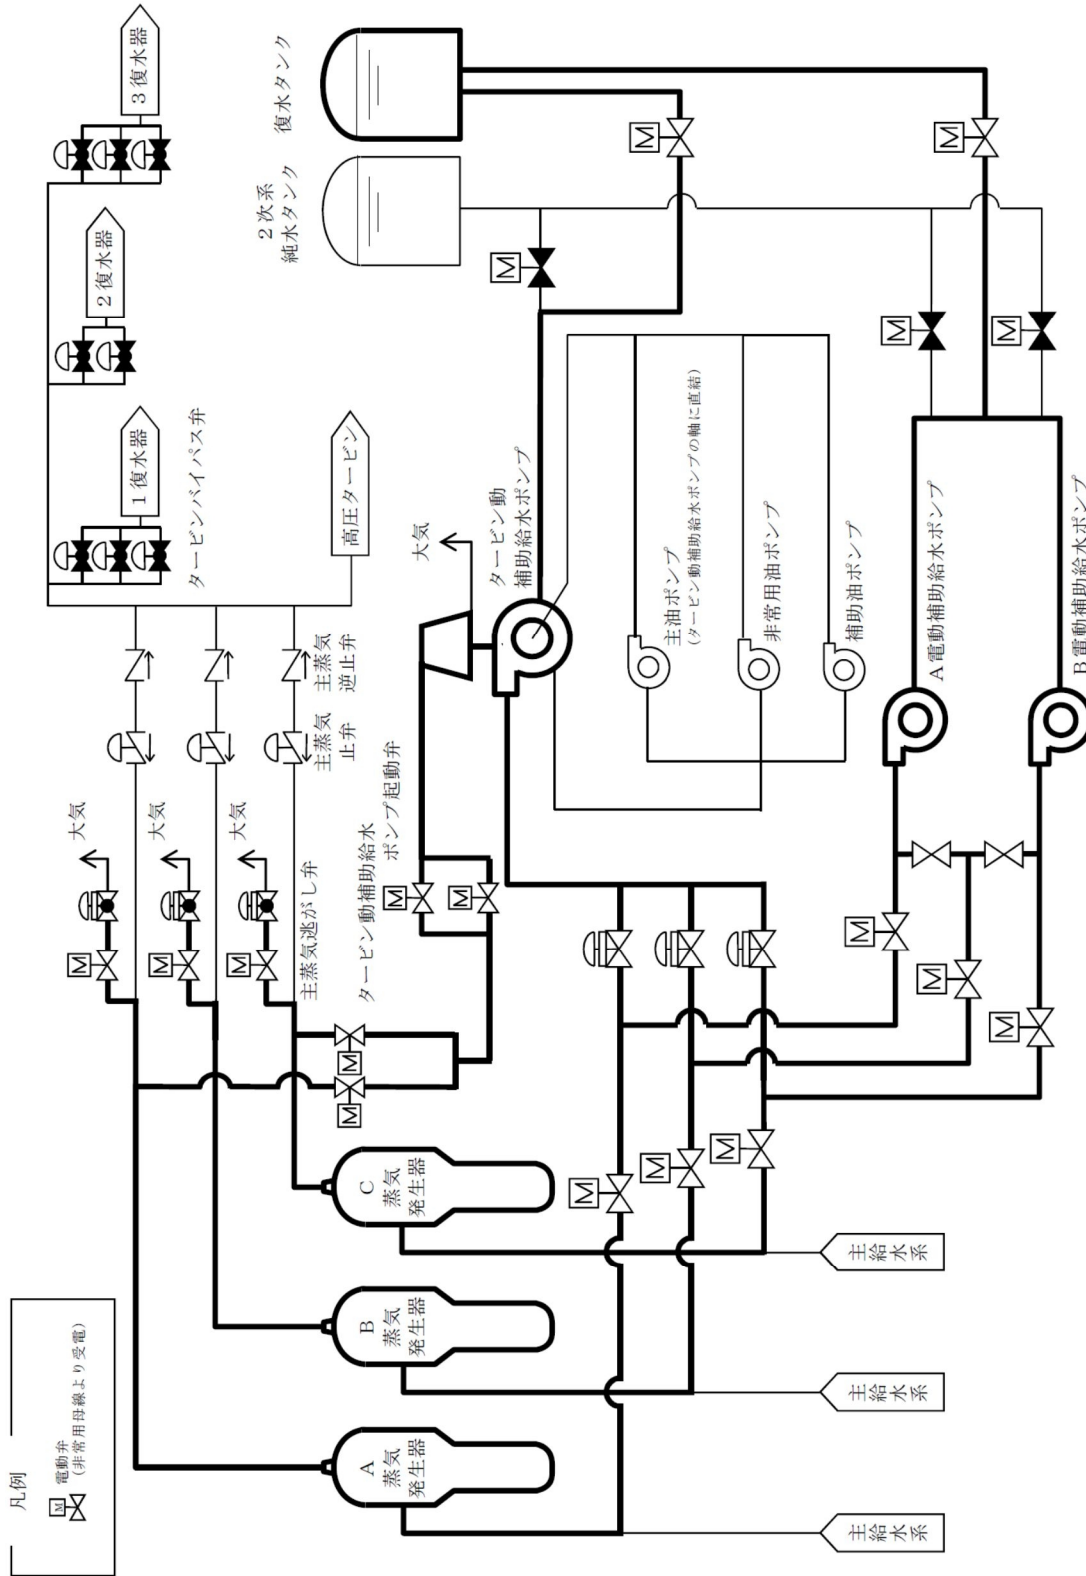 凡例
M
電動弁
(非常用母線より受電)
A
蒸気
発生器
B
蒸気
発生器
C
蒸気
発生器
主給水系
主給水系
主給水系
M
M
M
M
M
M
M
M
主蒸気逃がし弁
大気
大気
大気
主蒸気
止弁
主蒸気
逆止弁
タービンバイパス弁
1復水器
2復水器
3復水器
高圧タービン
タービン動補助給水
ポンプ起動弁
M
M
大気
タービン動
補助給水ポンプ
主油ポンプ
(タービン動補助給水ポンプの軸に直結)
非常用油ポンプ
補助油ポンプ
M
M
M
A電動補助給水ポンプ
B電動補助給水ポンプ
2次系
純水タンク
復水タンク
M
M
M
M
M